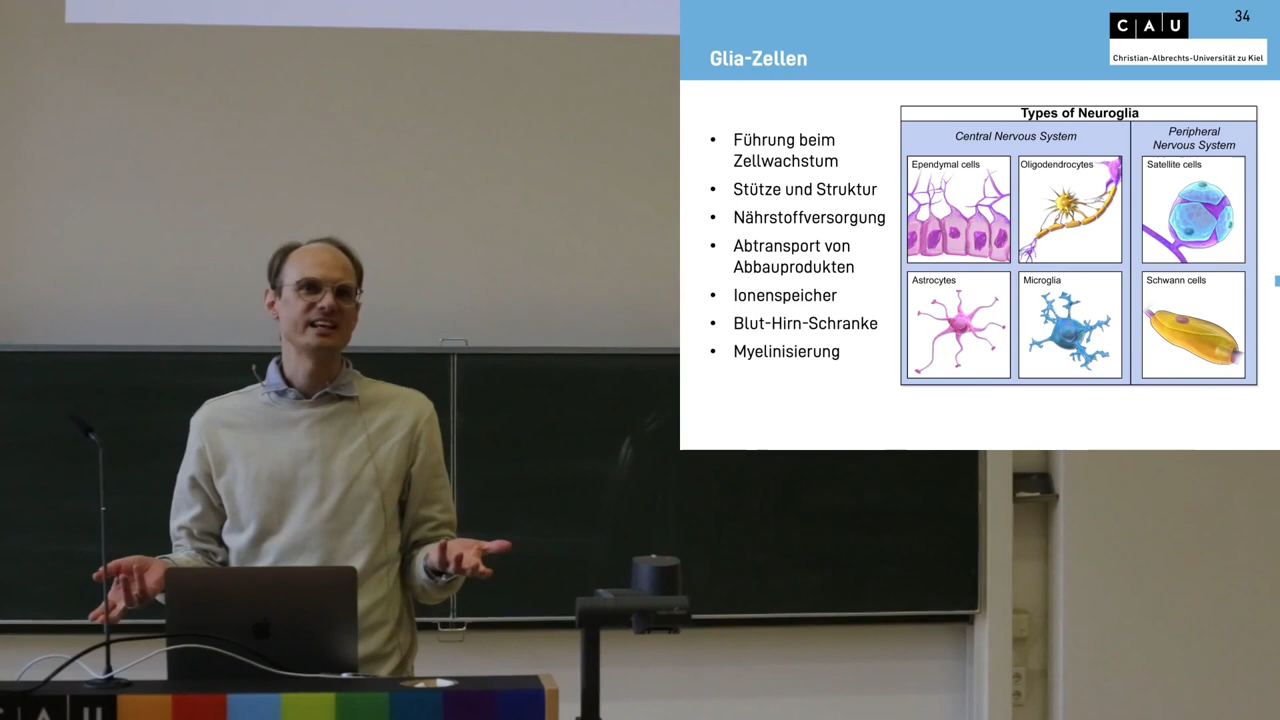 34
C A U
Christian-Albrechts-Universität zu Kiel
Glia-Zellen
• Führung beim
Zellwachstum
• Stütze und Struktur
• Nährstoffversorgung
• Abtransport von
Abbauprodukten
• Ionenspeicher
• Blut-Hirn-Schranke
• Myelinisierung
Types of Neuroglia
Central Nervous System
Peripheral
Nervous System
Ependymal cells
Oligodendrocytes
Satellite cells
Astrocytes
Microglia
Schwann cells
C A U